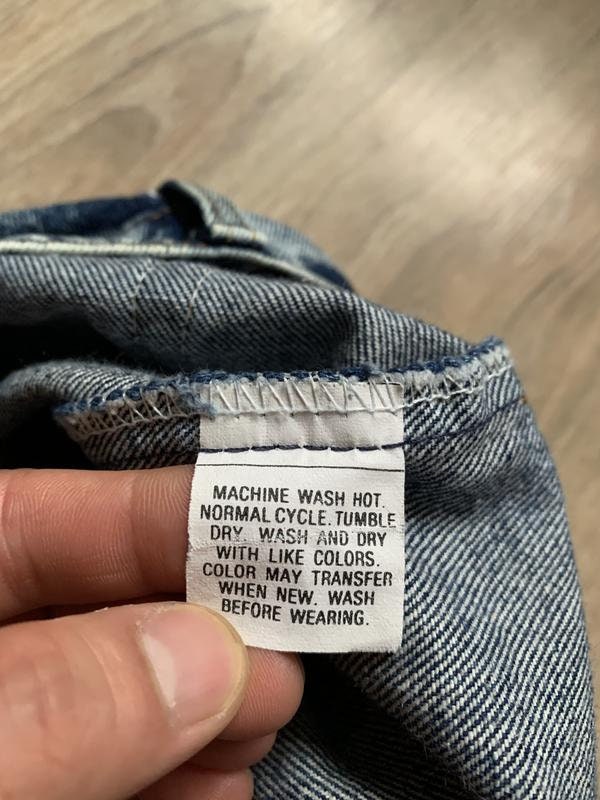 MACHINE WASH HOT.
NORMAL CYCLE. TUMBLE
DRY. WASH AND DRY
WITH LIKE COLORS.
COLOR MAY TRANSFER
WHEN NEW. WASH
BEFORE WEARING.